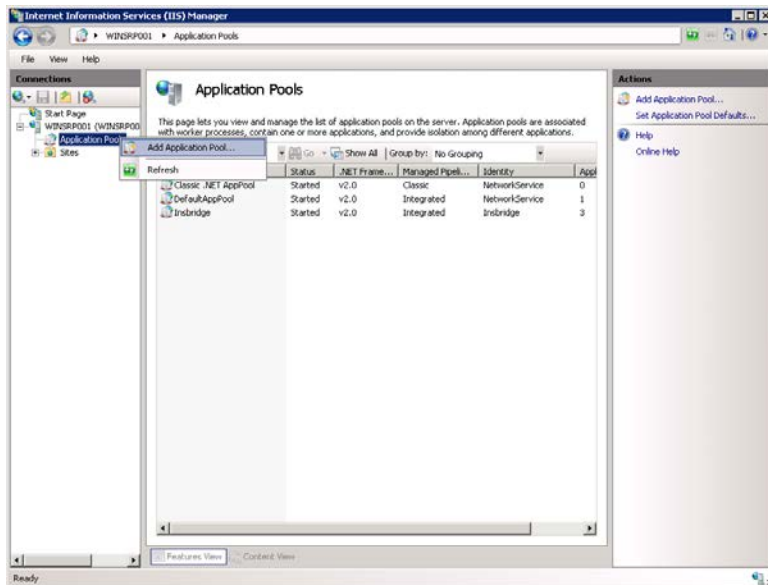 Internet Information Services (IIS) Manager
WINSRP001 Application Pools
File View Help
Connections
Start Page
WINSRP001 (WINSRP00
Application Pools
Sites
Add Application Pool...
Refresh
Application Pools
This page lets you view and manage the list of application pools on the server. Application pools are associated
with worker processes, contain one or more applications, and provide isolation among different applications.
Go Show All Group by: No Grouping
Status .NET Frame... Managed Pipeli... Identity Appl
Classic .NET AppPool Started v2.0 Classic NetworkService 0
DefaultAppPool Started v2.0 Integrated NetworkService 1
Insbridge Started v2.0 Integrated Insbridge 3
Features View Content View
Actions
Add Application Pool...
Set Application Pool Defaults...
Help
Online Help
Ready